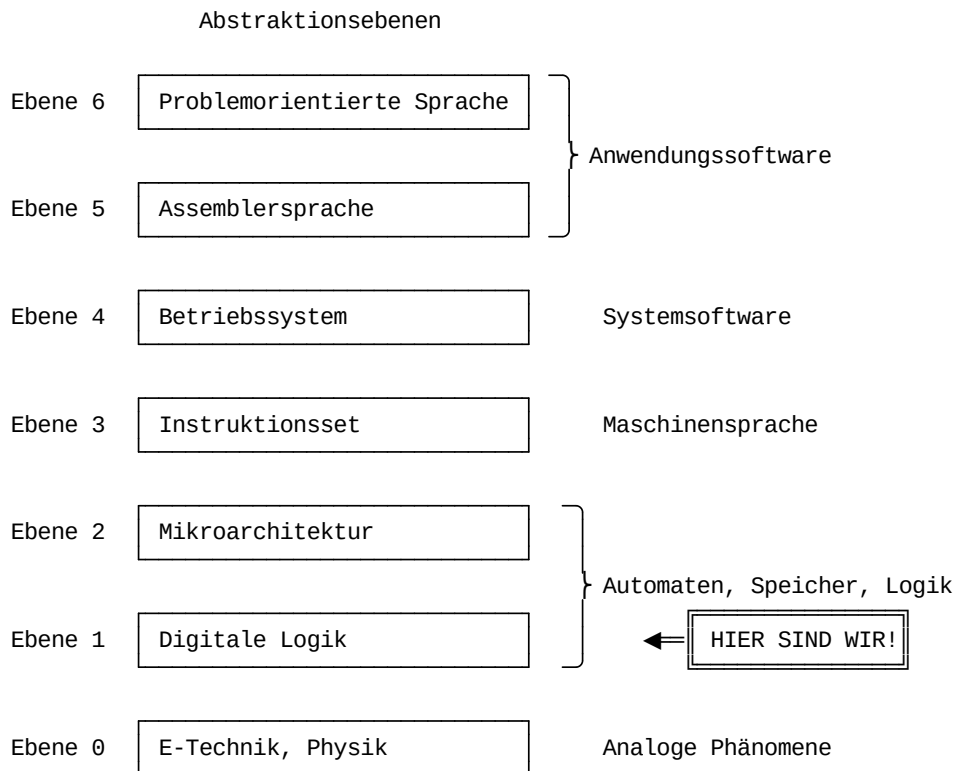 Abstraktionsebenen
Ebene 6 Problemorientierte Sprache
Anwendungssoftware
Ebene 5 Assemblersprache
Ebene 4 Betriebssystem Systemsoftware
Ebene 3 Instruktionsset Maschinensprache
Ebene 2 Mikroarchitektur
Automaten, Speicher, Logik
Ebene 1 Digitale Logik HIER SIND WIR!
Ebene 0 E-Technik, Physik Analoge Phänomene